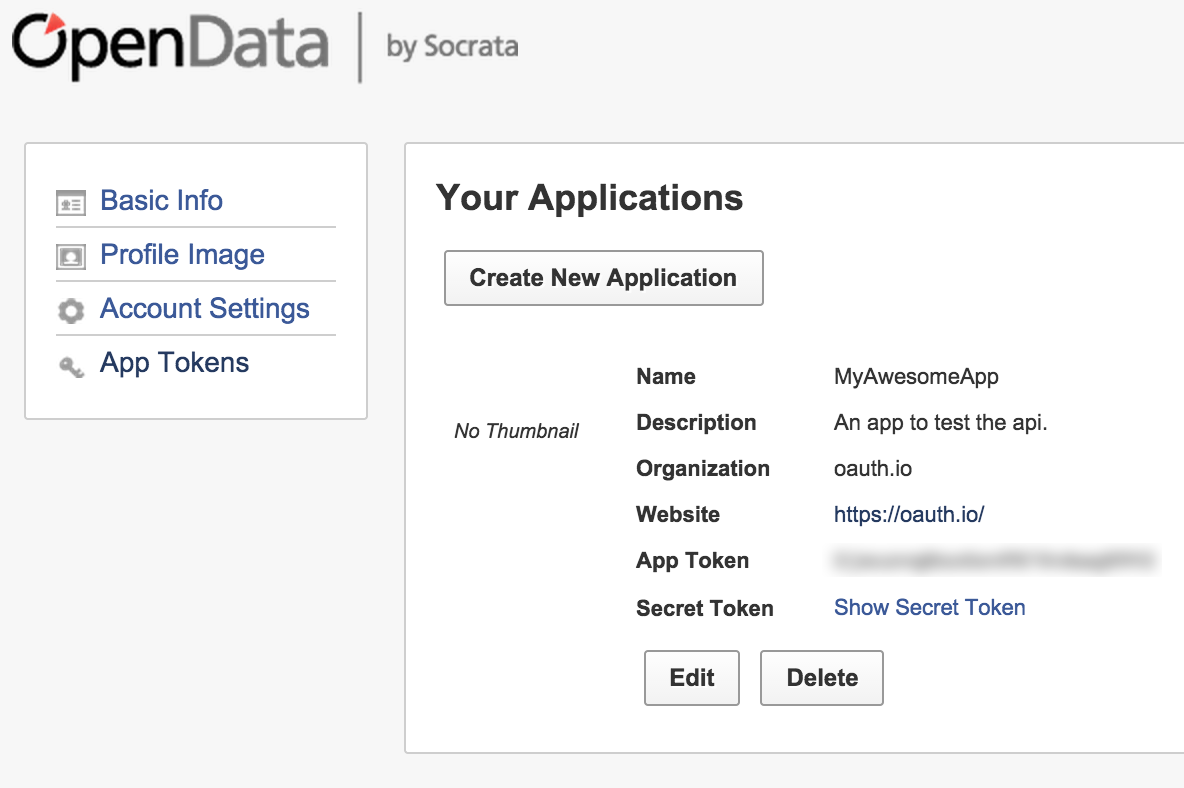 OpenData by Socrata
Basic Info
Profile Image
Account Settings
App Tokens
Your Applications
Create New Application
No Thumbnail
Name MyAwesomeApp
Description An app to test the api.
Organization oauth.io
Website https://oauth.io/
App Token
Secret Token Show Secret Token
Edit Delete